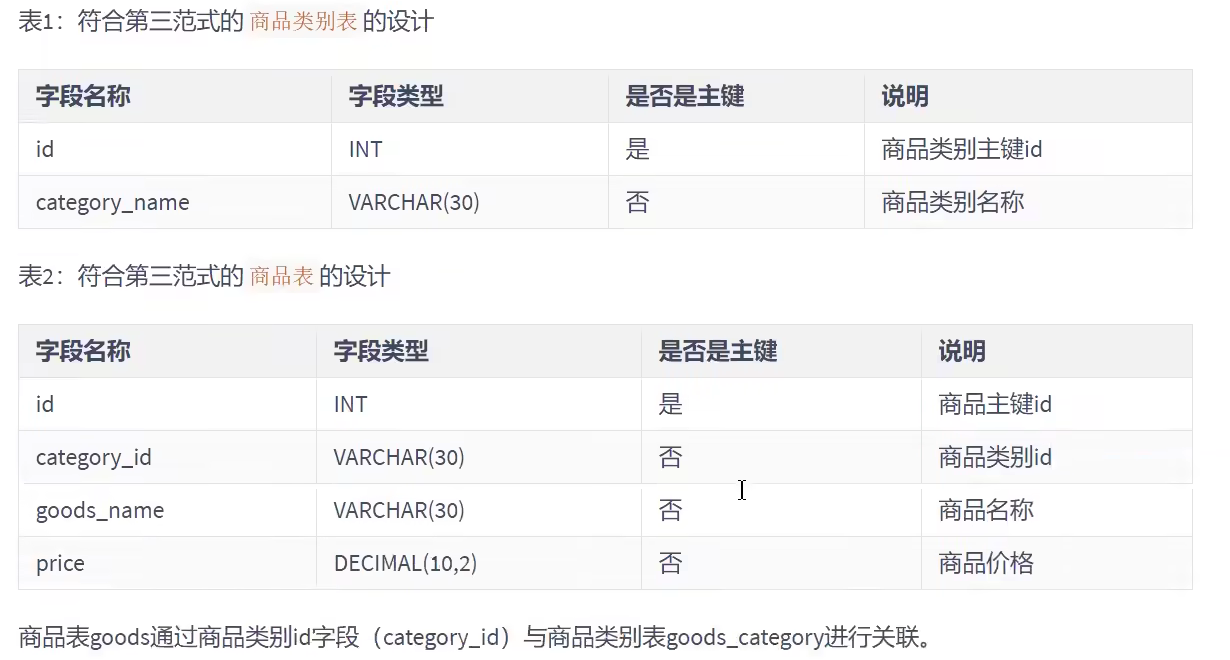 表1：符合第三范式的 商品类别表 的设计
字段名称 字段类型 是否是主键 说明
id INT 是 商品类别主键id
category_name VARCHAR(30) 否 商品类别名称
表2：符合第三范式的 商品表 的设计
字段名称 字段类型 是否是主键 说明
id INT 是 商品主键id
category_id VARCHAR(30) 否 商品类别id
goods_name VARCHAR(30) 否 商品名称
price DECIMAL(10,2) 否 商品价格
商品表goods通过商品类别id字段（category_id）与商品类别表goods_category进行关联。